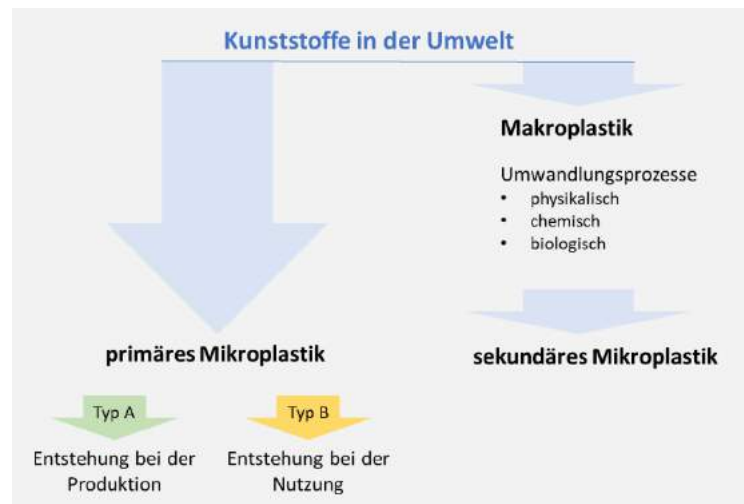 Kunststoffe in der Umwelt
Makroplastik
Umwandlungsprozesse
• physikalisch
• chemisch
• biologisch
primäres Mikroplastik
sekundäres Mikroplastik
Typ A
Typ B
Entstehung bei der
Produktion
Entstehung bei der
Nutzung